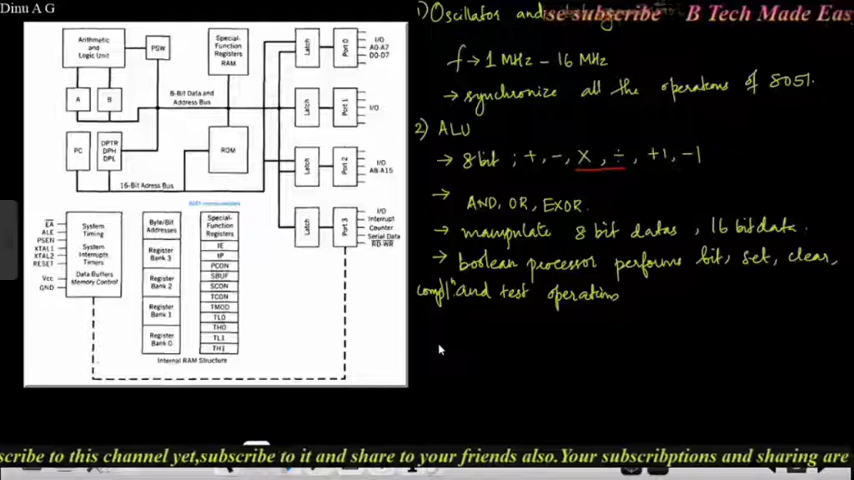 Dinu A G
se subscribe B Tech Made Eas
1) Oscillator and
f → 1 MHz - 16 MHz
→ synchronize all the operations of 8051.
2) ALU
→ 8 bit ; +, -, X, ÷, +1, -1
→ AND, OR, EXOR.
→ manipulate 8 bit datas, 16 bit data.
→ boolean processor performs bit, set, clear,
compl and test operations
Arithmetic
and
Logic Unit
PSW
Special-
Function
Registers
RAM
A
B
8-Bit Data and
Address Bus
PC
DPTR
DPH
DPL
ROM
16-Bit Adress Bus
Latch
Port 0
I/O
A0-A7
D0-D7
Latch
Port 1
I/O
Latch
Port 2
I/O
A8-A15
Latch
Port 3
I/O
Interrupt
Counter
Serial Data
RD-WR
EA
ALE
PSEN
XTAL1
XTAL2
RESET
Vcc
GND
System
Timing
System
Interrupts
Timers
Data Buffers
Memory Control
Byte/Bit
Addresses
Register
Bank 3
Register
Bank 2
Register
Bank 1
Register
Bank 0
Special-
Function
Registers
IE
IP
PCON
SBUF
SCON
TCON
TMOD
TL0
TH0
TL1
TH1
Internal RAM Structure
scribe to this channel yet,subscribe to it and share to your friends also.Your subscribptions and sharing are